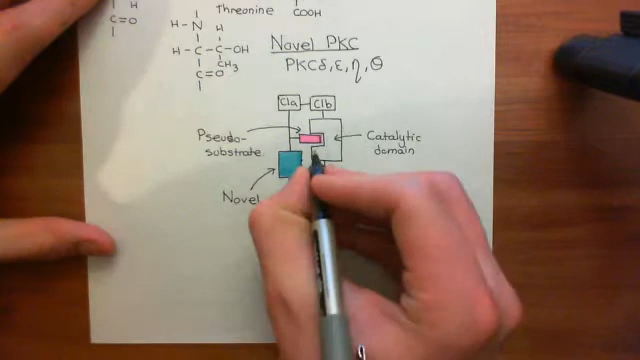 Threonine
H
C=O
COOH
H-N
H
H-C-C-OH
CH3
C=O
Novel PKC
PKCδ, ε, η, θ
C1a C1b
Pseudo-
substrate
Catalytic
domain
Novel